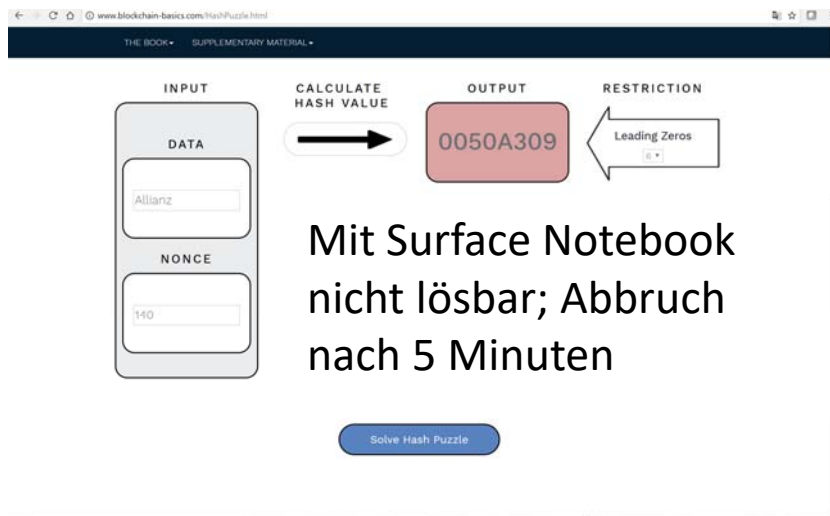 www.blockchain-basics.com/HashPuzzle.html
THE BOOK SUPPLEMENTARY MATERIAL
INPUT
CALCULATE
HASH VALUE
OUTPUT
RESTRICTION
DATA
Allianz
NONCE
140
0050A309
Leading Zeros
6
Mit Surface Notebook
nicht lösbar; Abbruch
nach 5 Minuten
Solve Hash Puzzle